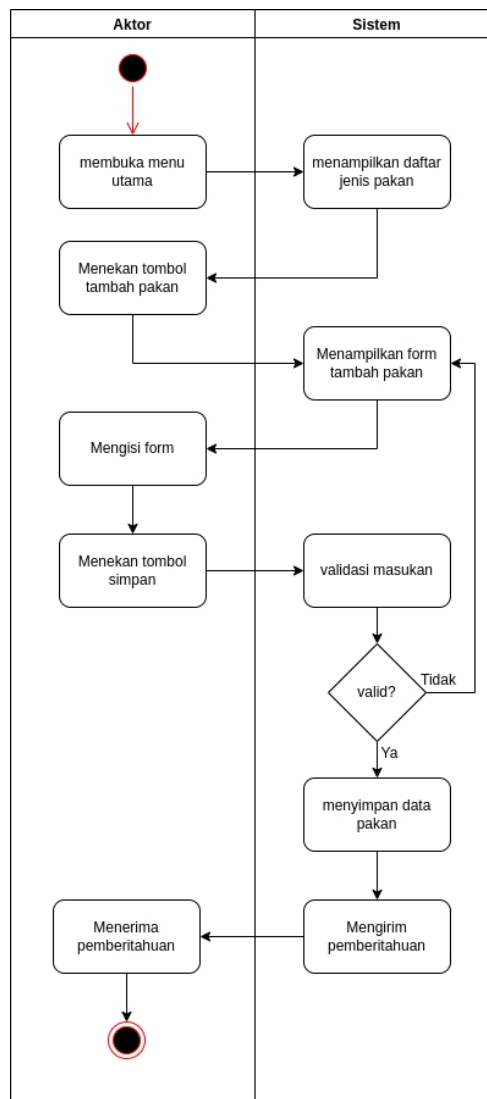 Aktor
Sistem
membuka menu
utama
menampilkan daftar
jenis pakan
Menekan tombol
tambah pakan
Menampilkan form
tambah pakan
Mengisi form
Menekan tombol
simpan
validasi masukan
valid?
Tidak
Ya
menyimpan data
pakan
Mengirim
pemberitahuan
Menerima
pemberitahuan